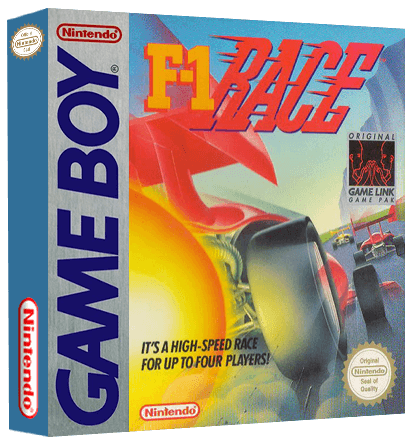 Nintendo
GAME BOY®
Nintendo
F-1 RACE
ORIGINAL
GAME LINK
GAME PAK
IT'S A HIGH-SPEED RACE
FOR UP TO FOUR PLAYERS!
Nintendo
Original
Nintendo
Seal of
Quality
Nintendo